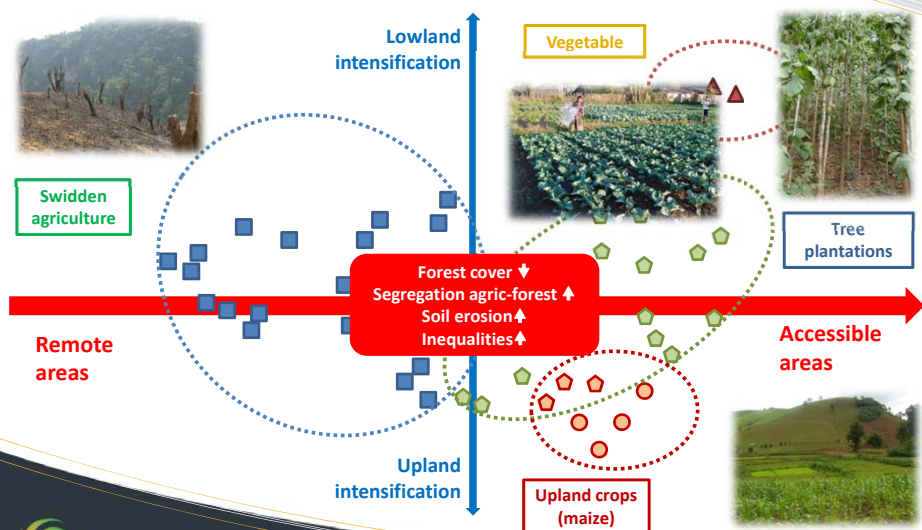 Lowland
intensification
Vegetable
Swidden
agriculture
Tree
plantations
Forest cover
Segregation agric-forest
Soil erosion
Inequalities
Remote
areas
Accessible
areas
Upland
intensification
Upland crops
(maize)